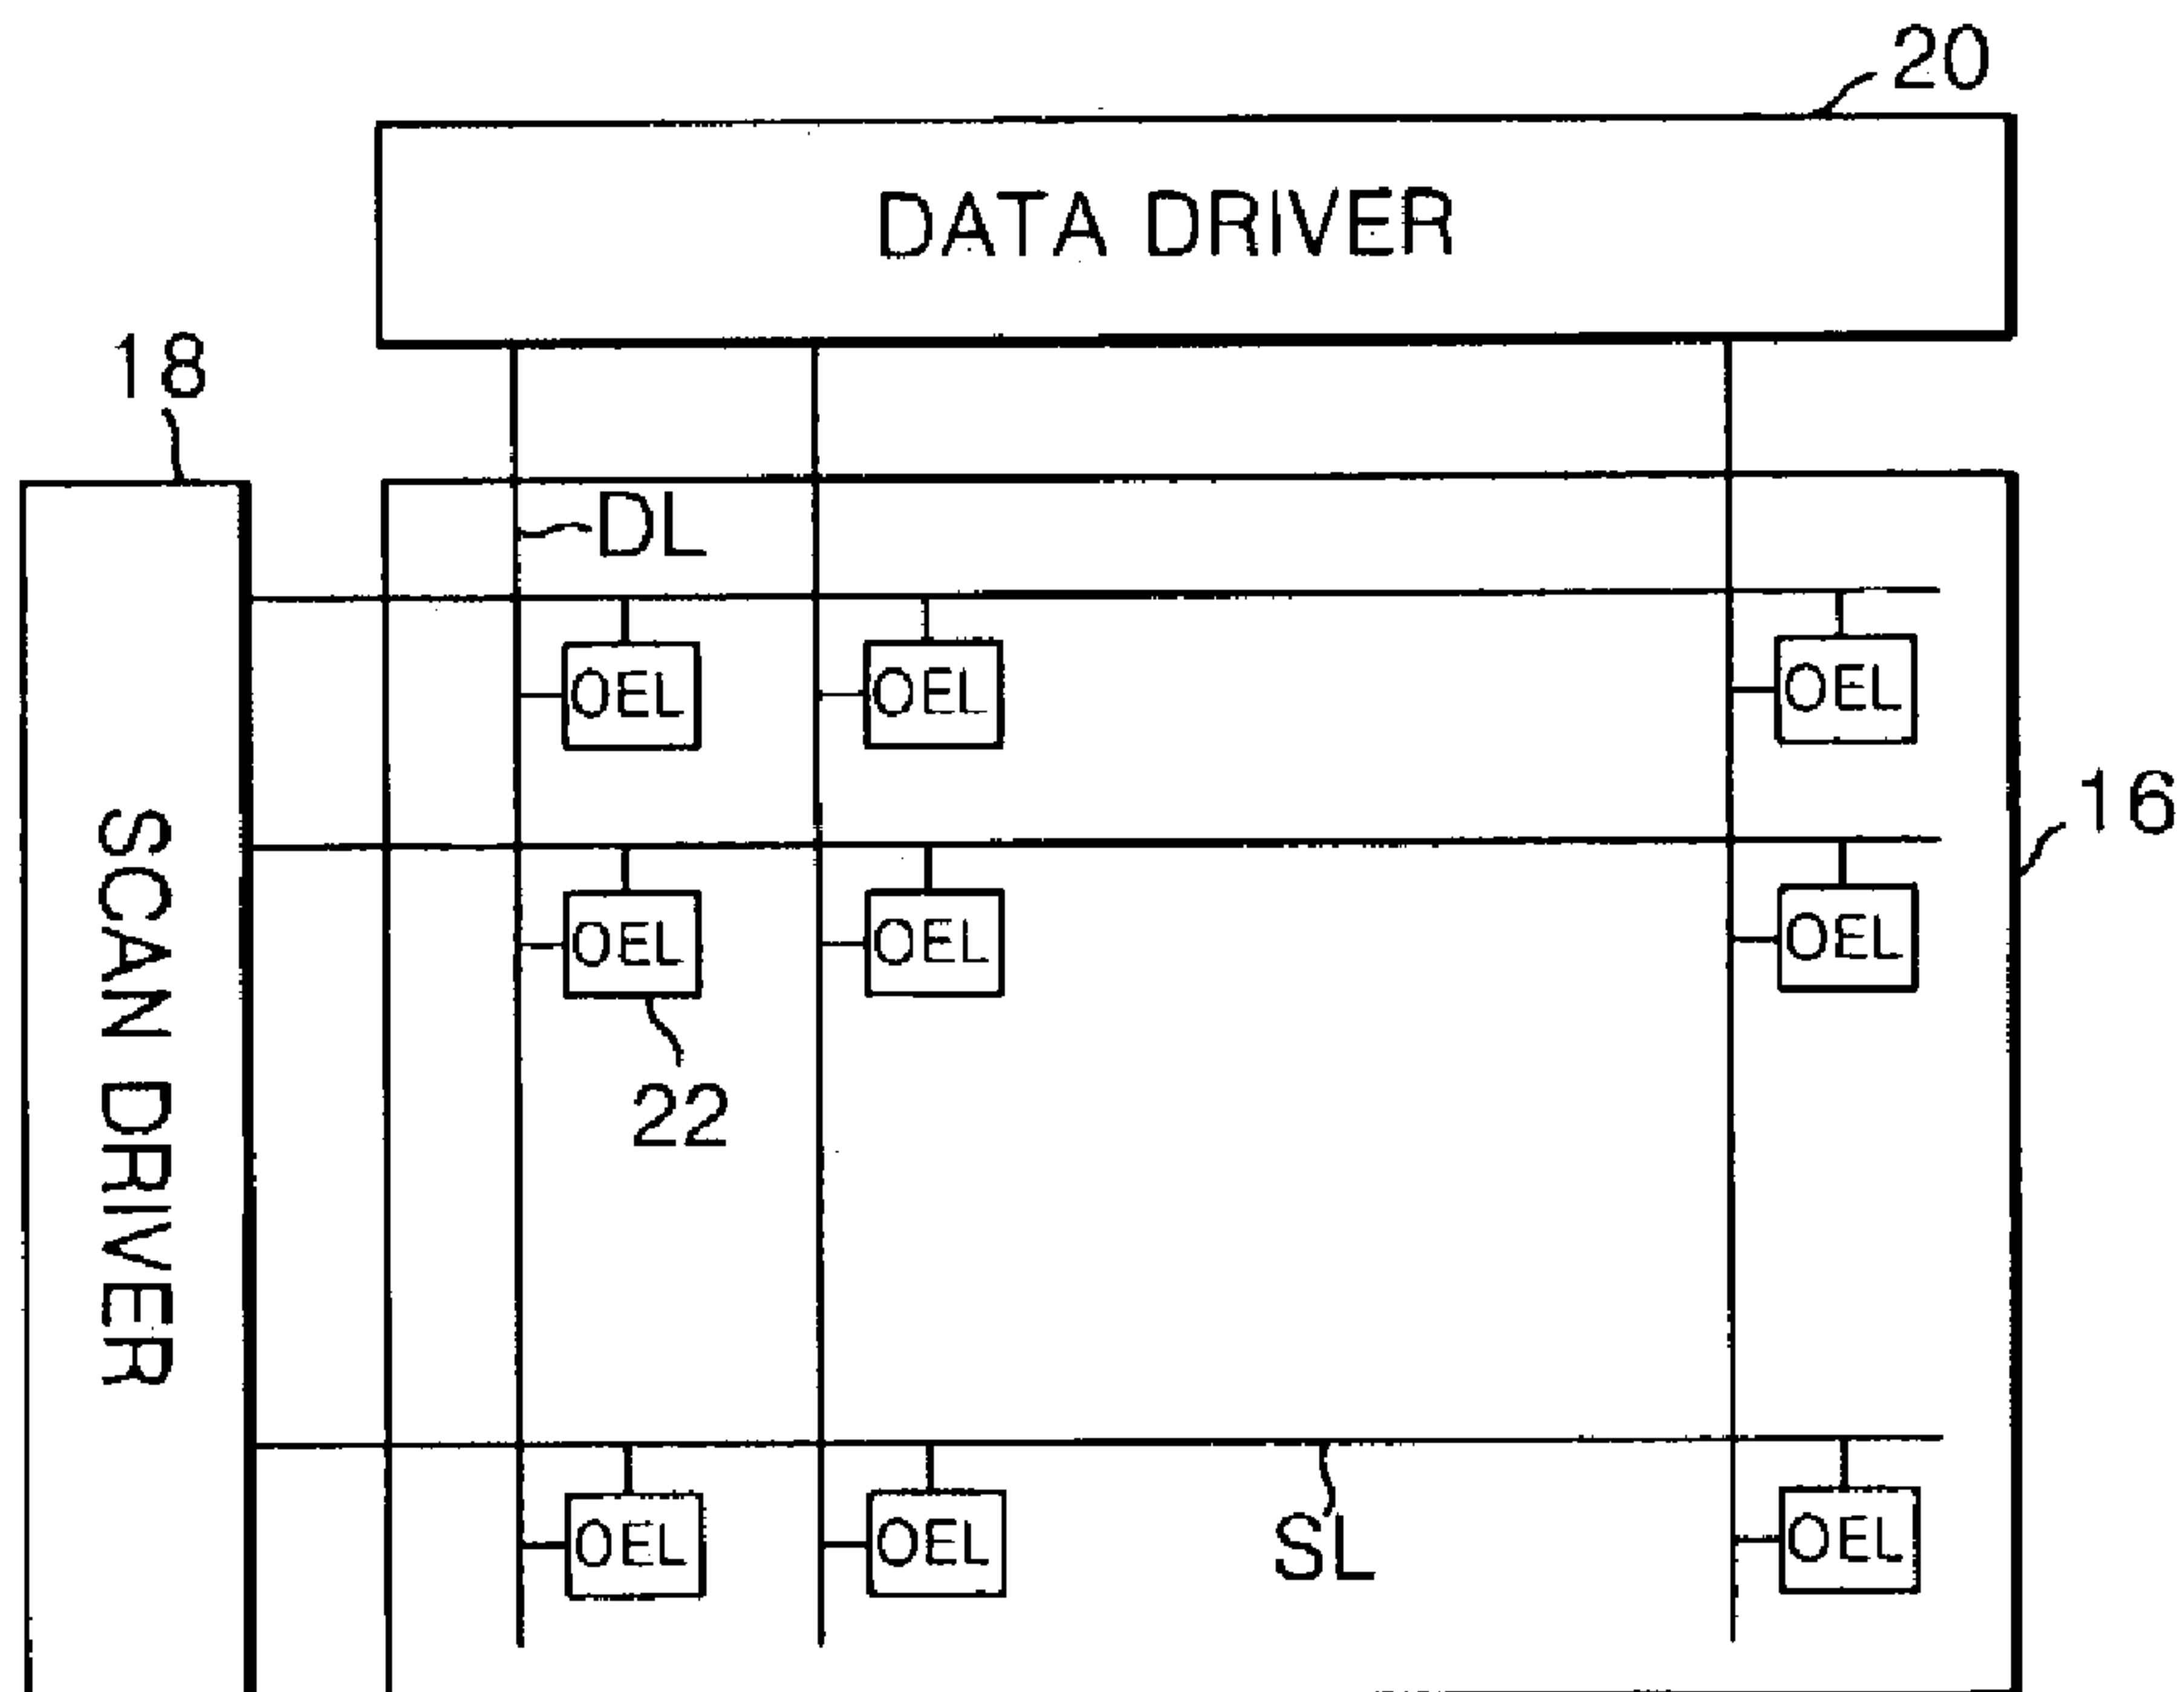 20
DATA DRIVER
18
DL
OEL OEL OEL
16
SCAN DRIVER
OEL OEL OEL
22
OEL OEL SL OEL